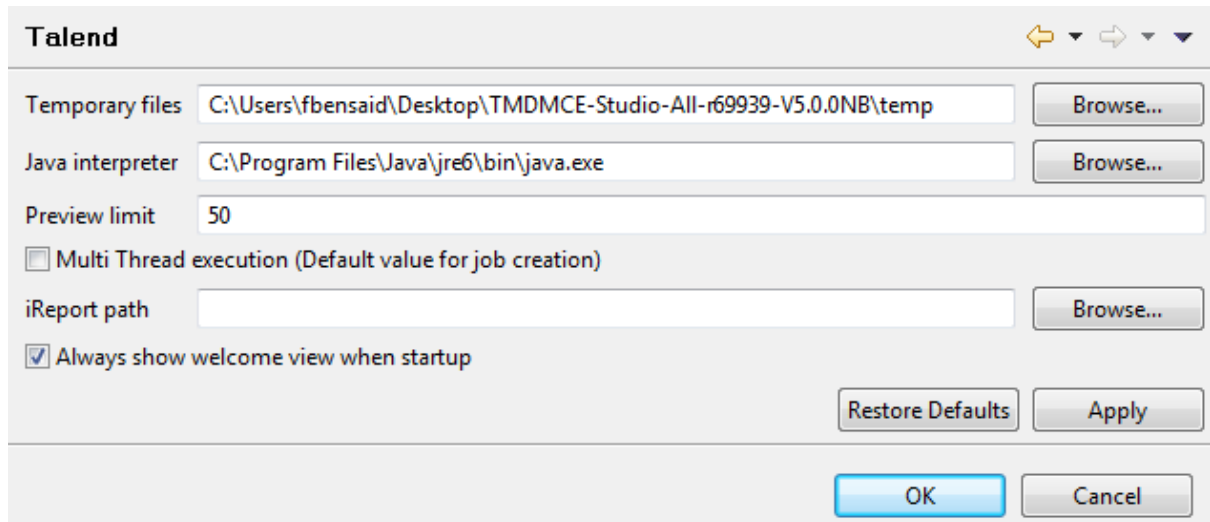 Talend
Temporary files C:\Users\fbensaid\Desktop\TMDMCE-Studio-All-r69939-V5.0.0NB\temp Browse...
Java interpreter C:\Program Files\Java\jre6\bin\java.exe Browse...
Preview limit 50
Multi Thread execution (Default value for job creation)
iReport path Browse...
Always show welcome view when startup
Restore Defaults Apply
OK Cancel